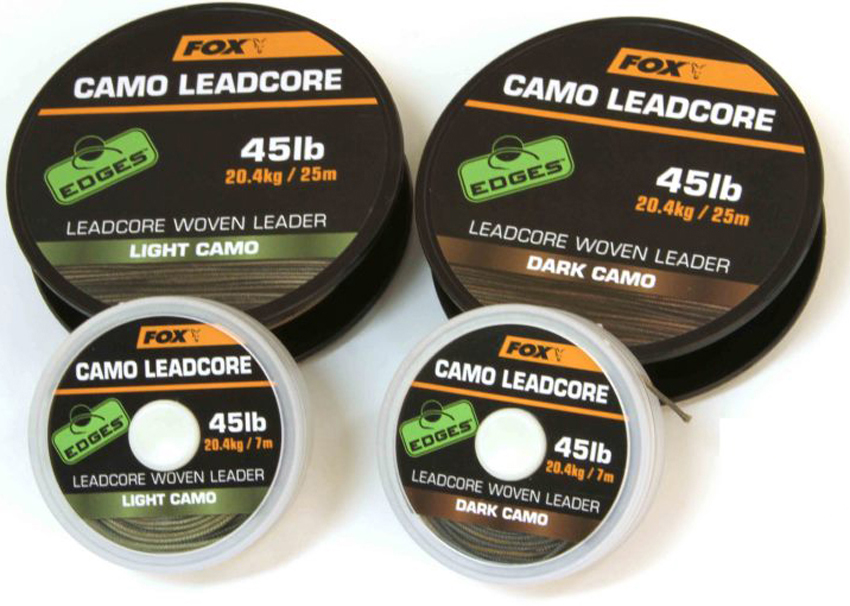 FOX
CAMO LEADCORE
EDGES
45lb
20.4kg / 25m
LEADCORE WOVEN LEADER
LIGHT CAMO
FOX
CAMO LEADCORE
EDGES
45lb
20.4kg / 25m
LEADCORE WOVEN LEADER
DARK CAMO
FOX
CAMO LEADCORE
EDGES
45lb
20.4kg / 7m
LEADCORE WOVEN LEADER
LIGHT CAMO
FOX
CAMO LEADCORE
EDGES
45lb
20.4kg / 7m
LEADCORE WOVEN LEADER
DARK CAMO